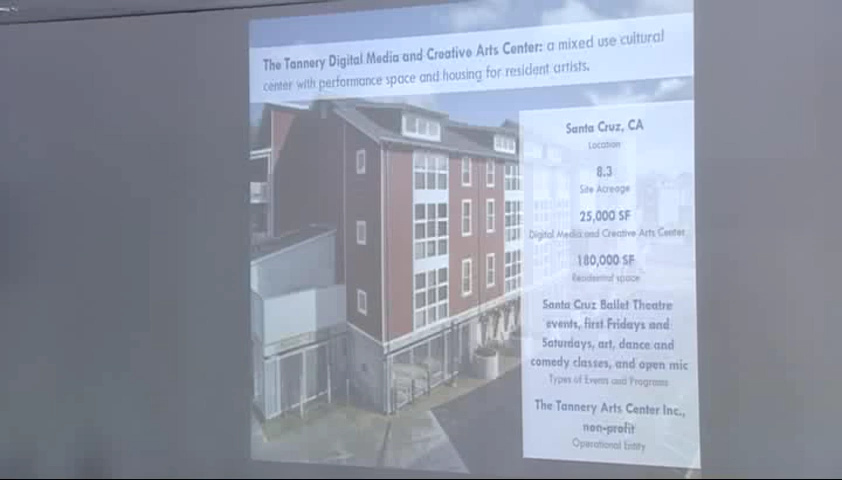 The Tannery Digital Media and Creative Arts Center: a mixed use cultural
center with performance space and housing for resident artists.
Santa Cruz, CA
Location
8.3
Site Acreage
25,000 SF
Digital Media and Creative Arts Center
180,000 SF
Residential space
Santa Cruz Ballet Theatre
events, first Fridays and
Saturdays, art, dance and
comedy classes, and open mic
Types of Events and Programs
The Tannery Arts Center Inc.,
non-profit
Operational Entity